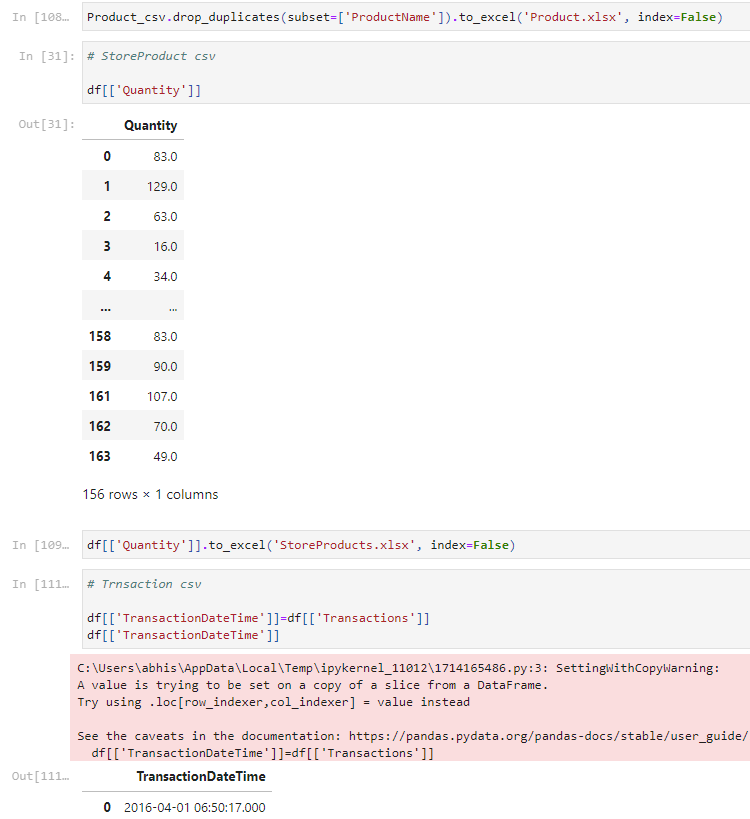 In [108… Product_csv.drop_duplicates(subset=['ProductName']).to_excel('Product.xlsx', index=False)
In [31]: # StoreProduct csv
df[['Quantity']]
Out[31]: Quantity
0 83.0
1 129.0
2 63.0
3 16.0
4 34.0
... ...
158 83.0
159 90.0
161 107.0
162 70.0
163 49.0
156 rows × 1 columns
In [109… df[['Quantity']].to_excel('StoreProducts.xlsx', index=False)
In [111… # Trnsaction csv
df[['TransactionDateTime']]=df[['Transactions']]
df[['TransactionDateTime']]
C:\Users\abhis\AppData\Local\Temp\ipykernel_11012\1714165486.py:3: SettingWithCopyWarning:
A value is trying to be set on a copy of a slice from a DataFrame.
Try using .loc[row_indexer,col_indexer] = value instead
See the caveats in the documentation: https://pandas.pydata.org/pandas-docs/stable/user_guide/
df[['TransactionDateTime']]=df[['Transactions']]
Out[111… TransactionDateTime
0 2016-04-01 06:50:17.000